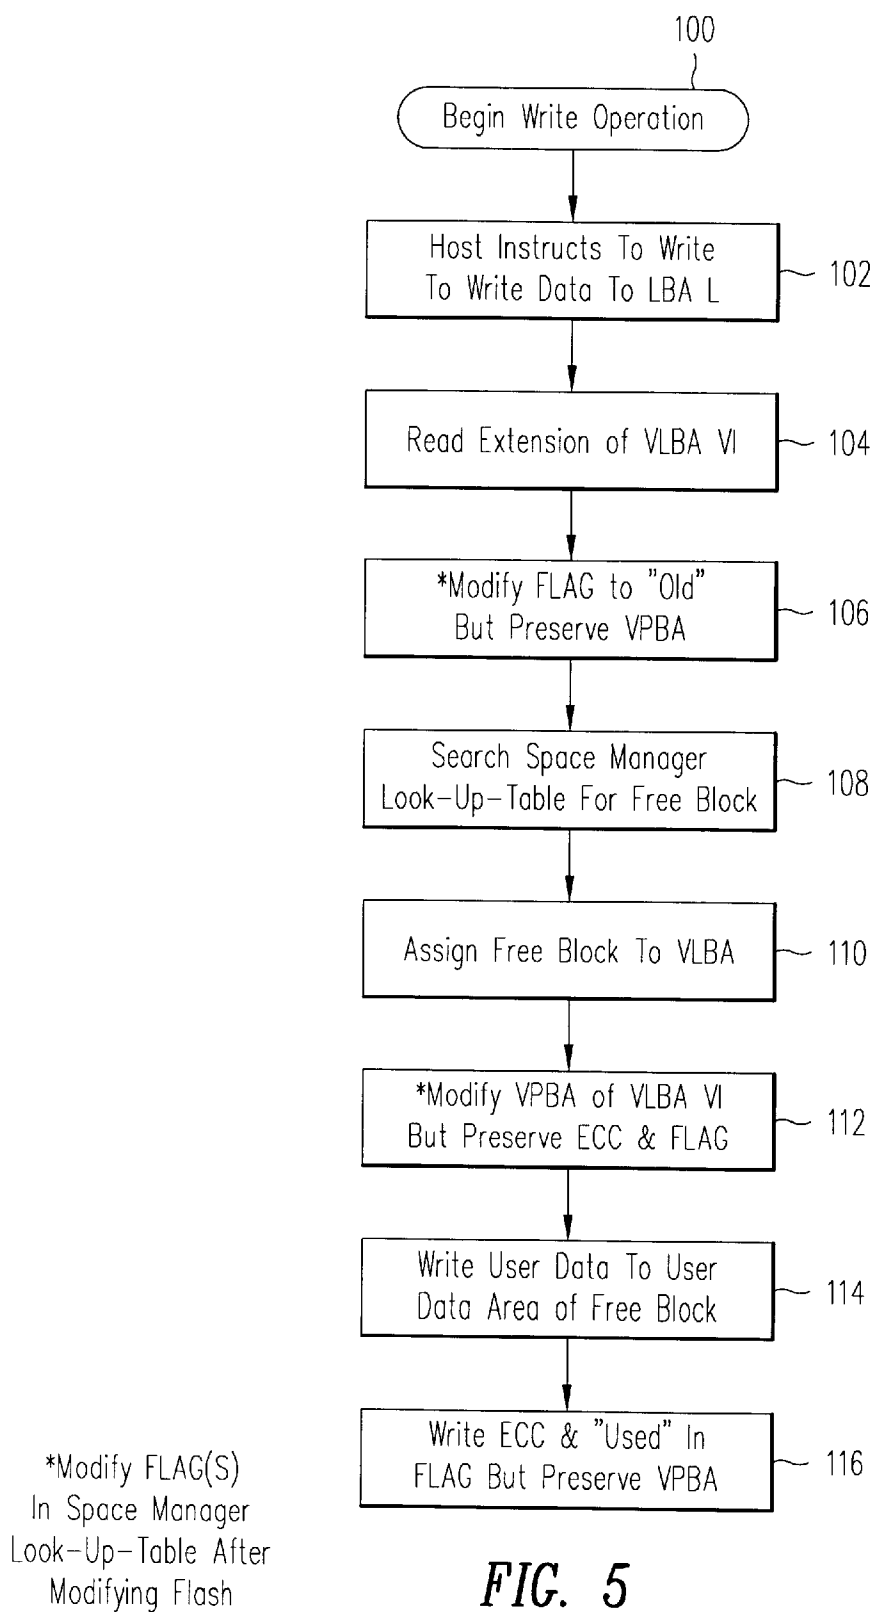 100
Begin Write Operation
Host Instructs To Write
To Write Data To LBA L
102
Read Extension of VLBA Vl
104
*Modify FLAG to "Old"
But Preserve VPBA
106
Search Space Manager
Look-Up-Table For Free Block
108
Assign Free Block To VLBA
110
*Modify VPBA of VLBA Vl
But Preserve ECC & FLAG
112
Write User Data To User
Data Area of Free Block
114
Write ECC & "Used" In
FLAG But Preserve VPBA
116
*Modify FLAG(S)
In Space Manager
Look-Up-Table After
Modifying Flash
FIG. 5